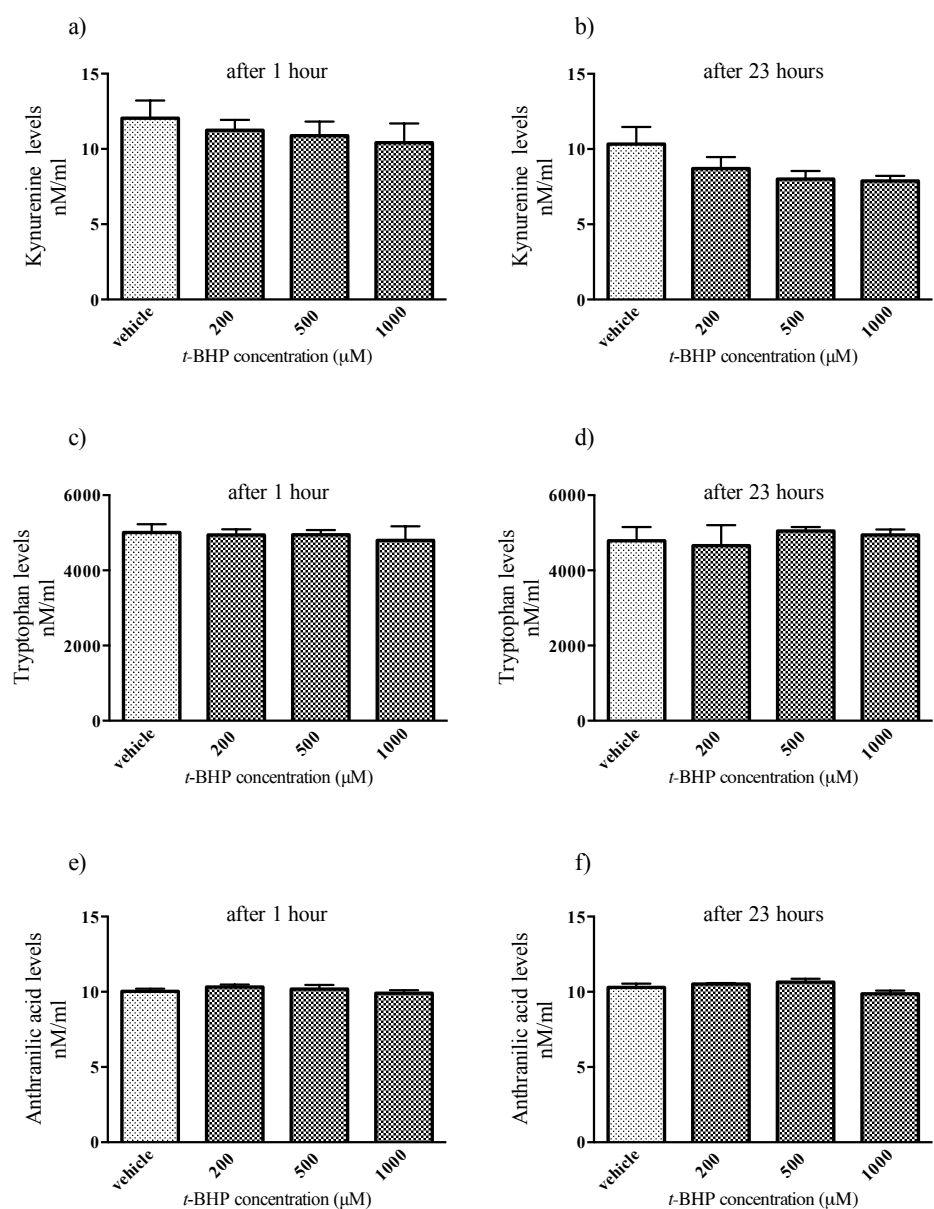 a)
after 1 hour
Kynurenine levels
nM/ml
15
10
5
0
vehicle
200
500
1000
t-BHP concentration (μM)
b)
after 23 hours
Kynurenine levels
nM/ml
15
10
5
0
vehicle
200
500
1000
t-BHP concentration (μM)
c)
after 1 hour
Tryptophan levels
nM/ml
6000
4000
2000
0
vehicle
200
500
1000
t-BHP concentration (μM)
d)
after 23 hours
Tryptophan levels
nM/ml
6000
4000
2000
0
vehicle
200
500
1000
t-BHP concentration (μM)
e)
after 1 hour
Anthranilic acid levels
nM/ml
15
10
5
0
vehicle
200
500
1000
t-BHP concentration (μM)
f)
after 23 hours
Anthranilic acid levels
nM/ml
15
10
5
0
vehicle
200
500
1000
t-BHP concentration (μM)